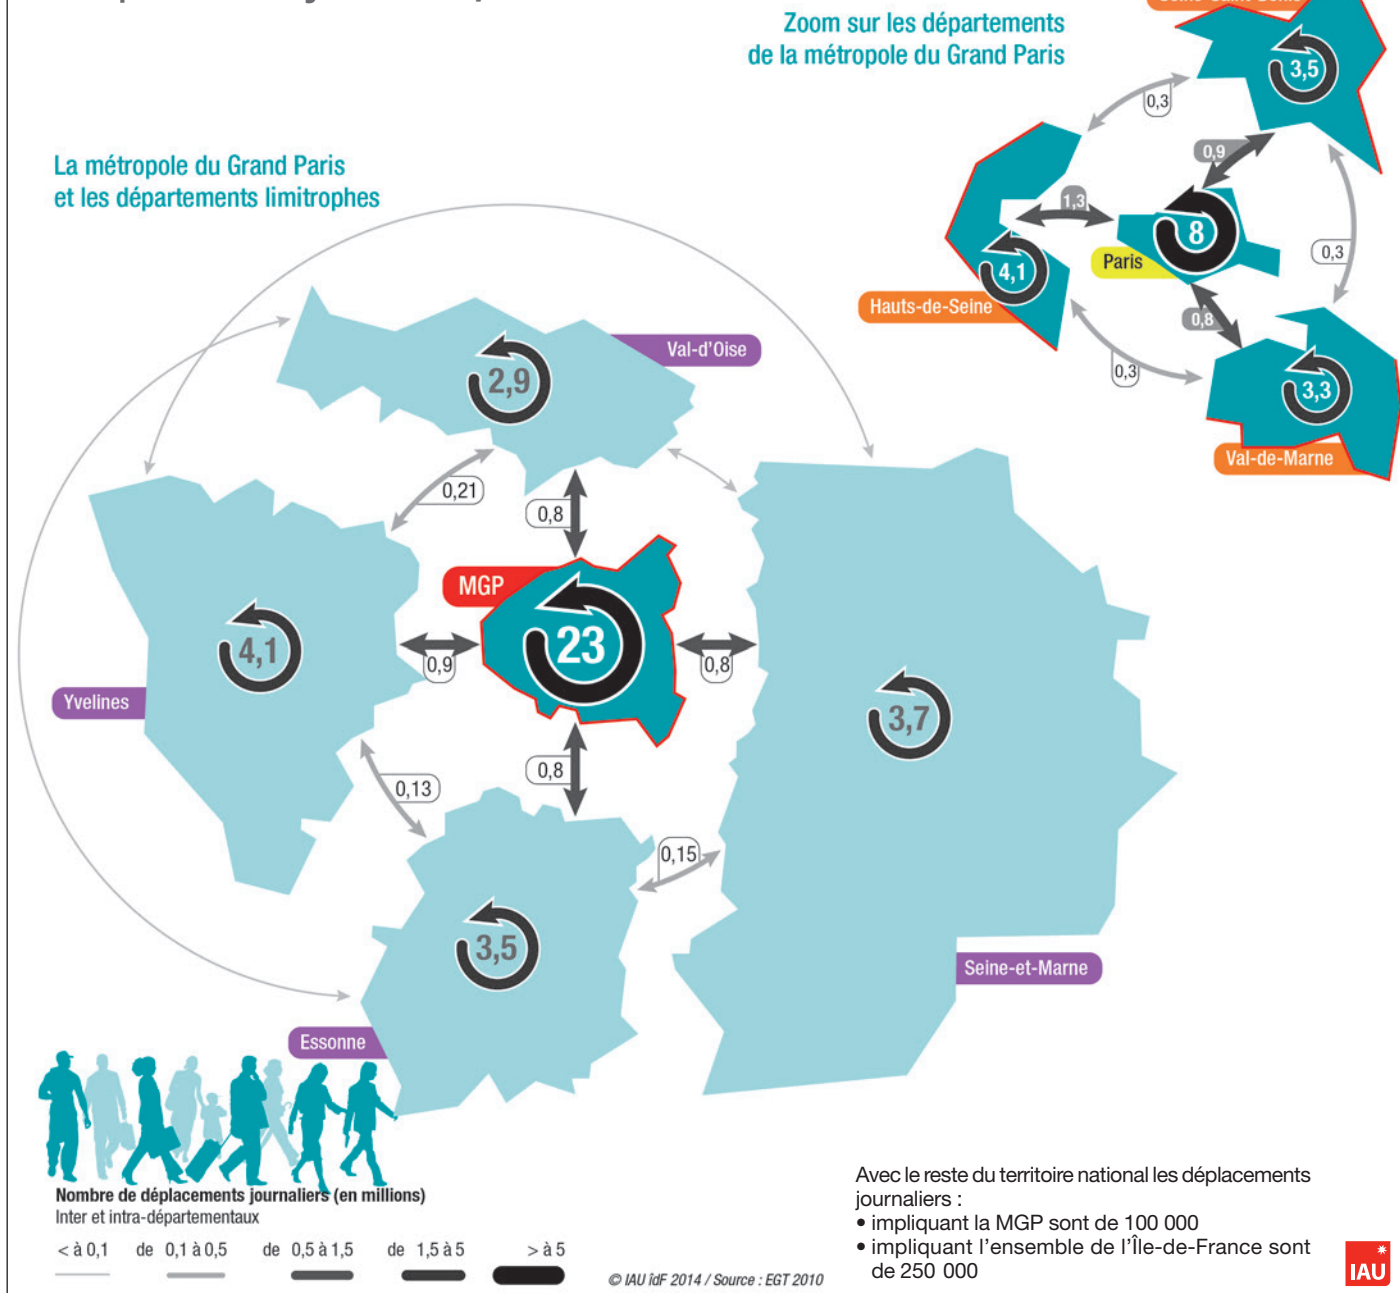 Zoom sur les départements
de la métropole du Grand Paris
3,5
0,3
0,9
La métropole du Grand Paris
et les départements limitrophes
1,3
8
0,3
Paris
4,1
Hauts-de-Seine
0,8
0,3
3,3
Val-de-Marne
Val-d'Oise
2,9
0,21
0,8
MGP
23
4,1
0,9
0,8
Yvelines
3,7
0,8
0,13
0,15
3,5
Seine-et-Marne
Essonne
Nombre de déplacements journaliers (en millions)
Inter et intra-départementaux
< à 0,1 de 0,1 à 0,5 de 0,5 à 1,5 de 1,5 à 5 > à 5
© IAU îdF 2014 / Source : EGT 2010
Avec le reste du territoire national les déplacements
journaliers :
• impliquant la MGP sont de 100 000
• impliquant l'ensemble de l'Île-de-France sont
de 250 000
IAU